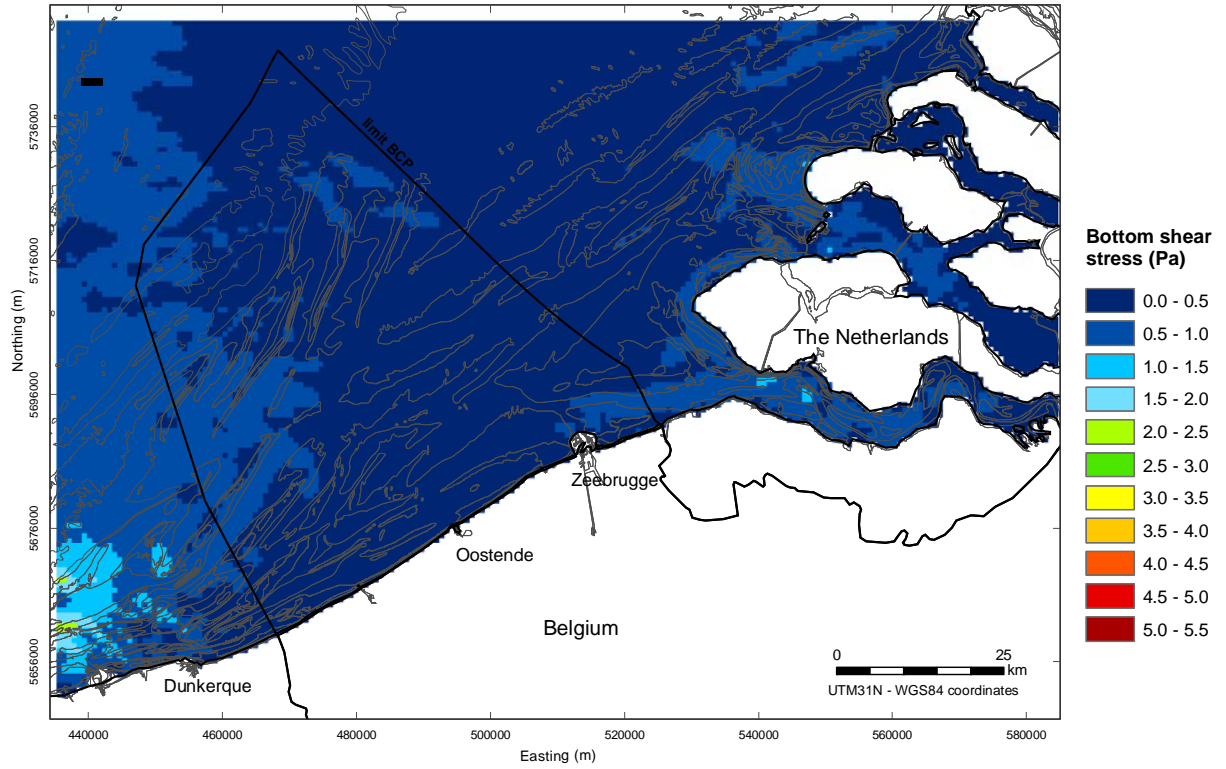 limit BCP
The Netherlands
Zeebrugge
Oostende
Belgium
Dunkerque
0 25
km
UTM31N - WGS84 coordinates
Northing (m)
5736000
5716000
5696000
5676000
5656000
440000 460000 480000 500000 520000 540000 560000 580000
Easting (m)
Bottom shear
stress (Pa)
0.0 - 0.5
0.5 - 1.0
1.0 - 1.5
1.5 - 2.0
2.0 - 2.5
2.5 - 3.0
3.0 - 3.5
3.5 - 4.0
4.0 - 4.5
4.5 - 5.0
5.0 - 5.5